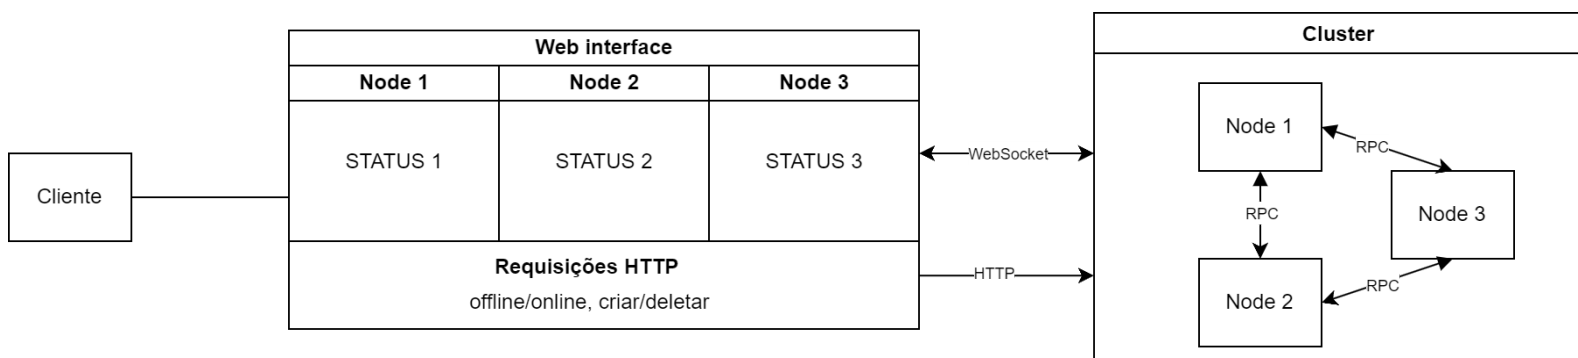 Cliente
Web interface
Node 1
Node 2
Node 3
STATUS 1
STATUS 2
STATUS 3
Requisições HTTP
offline/online, criar/deletar
WebSocket
HTTP
Cluster
Node 1
RPC
Node 3
RPC
Node 2
RPC